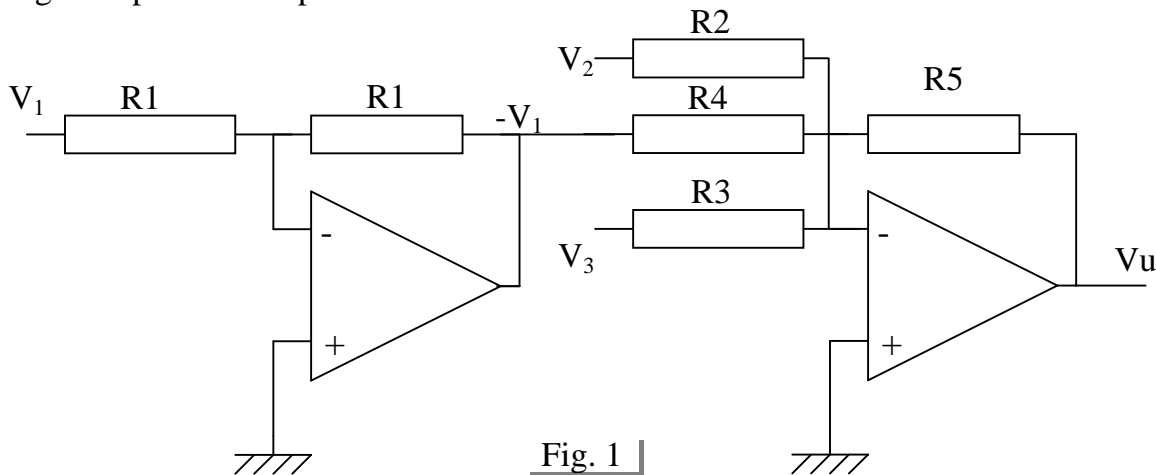 R2
V₂
R5
V₁
R1
R1
-V₁
R4
R3
-
-
V₃
Vu
+
+
Fig. 1